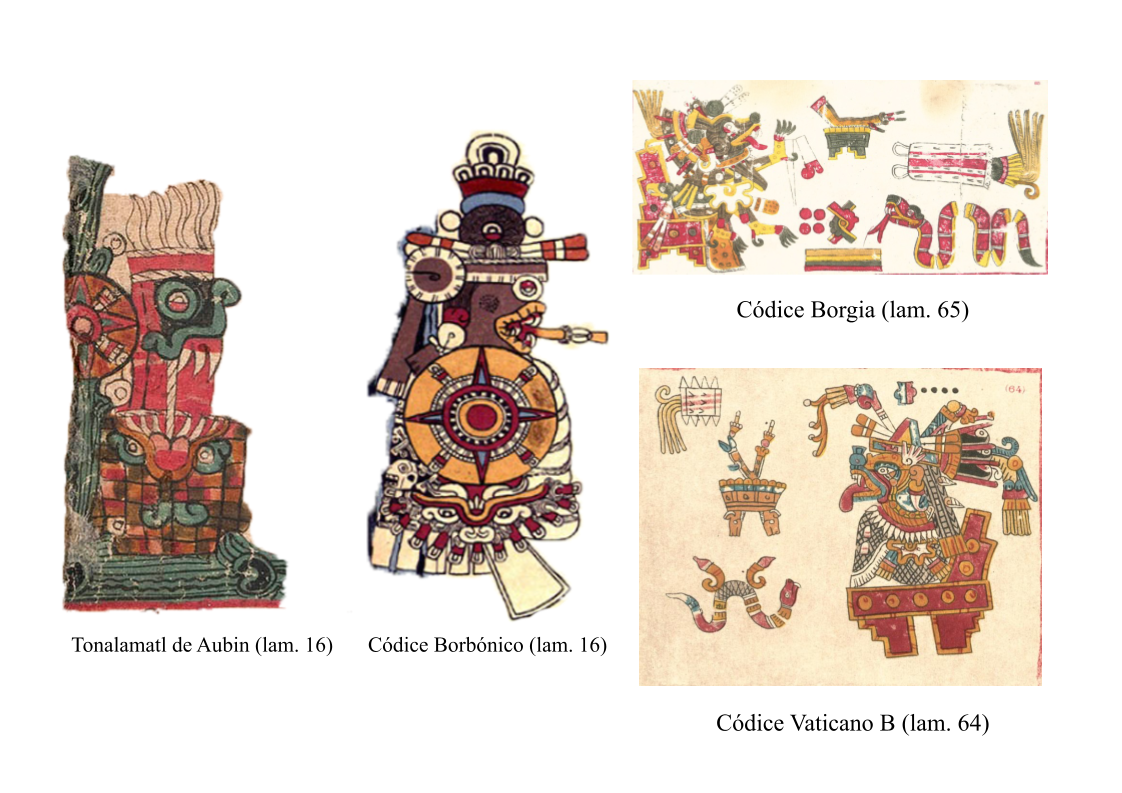 Códice Borgia (lam. 65)
(64)
Tonalamatl de Aubin (lam. 16)
Códice Borbónico (lam. 16)
Códice Vaticano B (lam. 64)